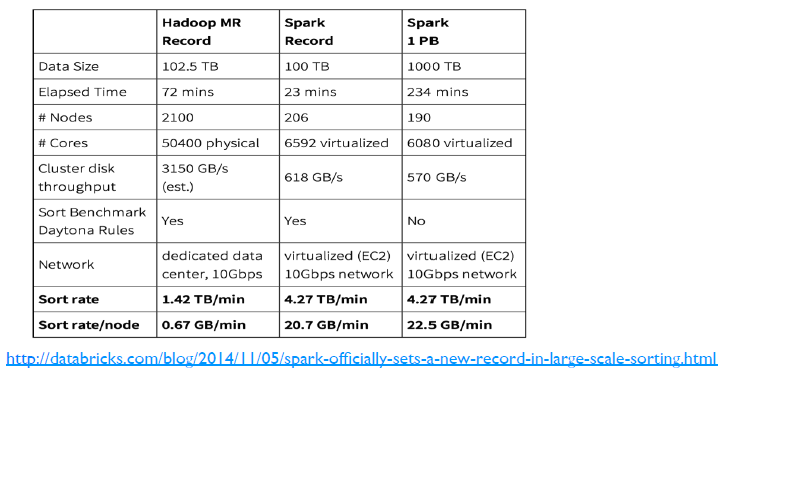 Hadoop MR Record Spark Record Spark 1 PB
Data Size 102.5 TB 100 TB 1000 TB
Elapsed Time 72 mins 23 mins 234 mins
# Nodes 2100 206 190
# Cores 50400 physical 6592 virtualized 6080 virtualized
Cluster disk throughput 3150 GB/s (est.) 618 GB/s 570 GB/s
Sort Benchmark Daytona Rules Yes Yes No
Network dedicated data center, 10Gbps virtualized (EC2) 10Gbps network virtualized (EC2) 10Gbps network
Sort rate 1.42 TB/min 4.27 TB/min 4.27 TB/min
Sort rate/node 0.67 GB/min 20.7 GB/min 22.5 GB/min
http://databricks.com/blog/2014/11/05/spark-officially-sets-a-new-record-in-large-scale-sorting.html